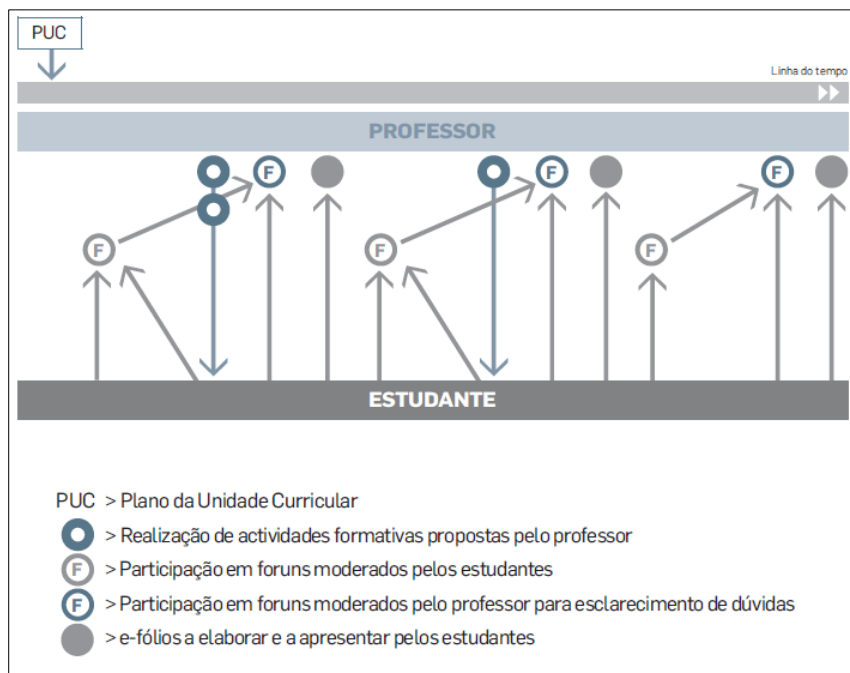 PUC
Linha do tempo
PROFESSOR
F F F
F F F
ESTUDANTE
PUC > Plano da Unidade Curricular
> Realização de actividades formativas propostas pelo professor
F > Participação em foruns moderados pelos estudantes
F > Participação em foruns moderados pelo professor para esclarecimento de dúvidas
> e-fólios a elaborar e a apresentar pelos estudantes